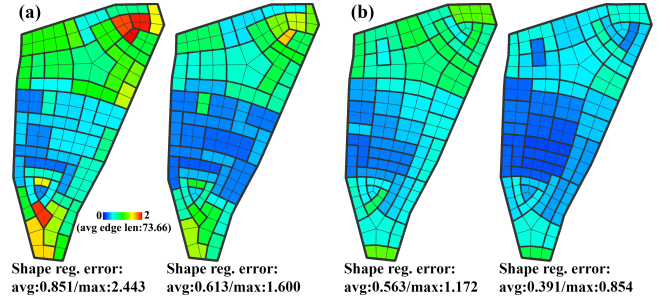 (a)
(b)
0
2
(avg edge len:73.66)
Shape reg. error:
avg:0.851/max:2.443
Shape reg. error:
avg:0.613/max:1.600
Shape reg. error:
avg:0.563/max:1.172
Shape reg. error:
avg:0.391/max:0.854